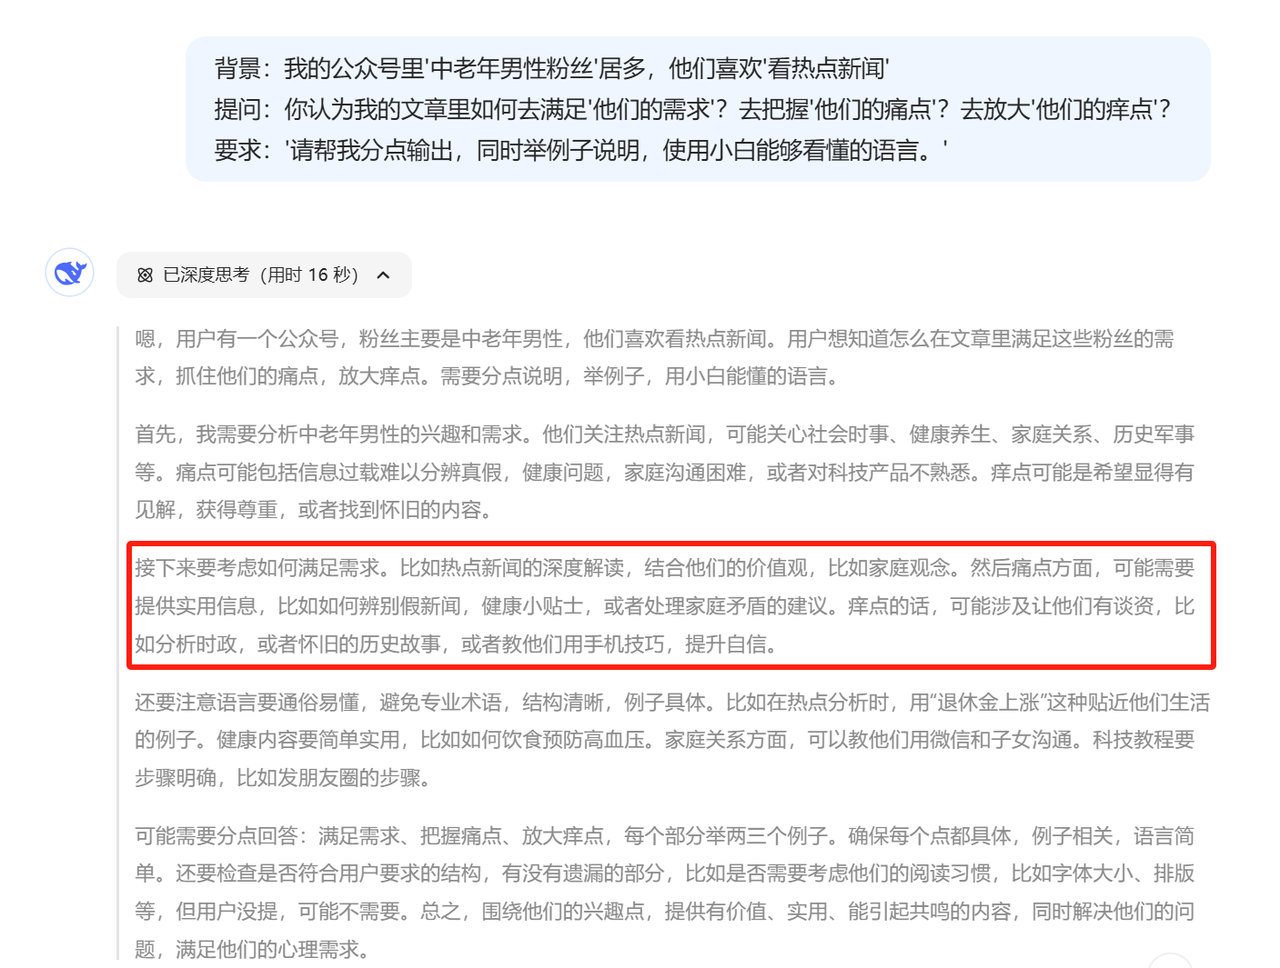 背景：我的公众号里'中老年男性粉丝'居多，他们喜欢'看热点新闻'
提问：你认为我的文章里如何去满足'他们的需求'？去把握'他们的痛点'？去放大'他们的痒点'？
要求：'请帮我分点输出，同时举例子说明，使用小白能够看懂的语言。'
已深度思考（用时 16 秒）
嗯，用户有一个公众号，粉丝主要是中老年男性，他们喜欢看热点新闻。用户想知道怎么在文章里满足这些粉丝的需
求，抓住他们的痛点，放大痒点。需要分点说明，举例子，用小白能懂的语言。
首先，我需要分析中老年男性的兴趣和需求。他们关注热点新闻，可能关心社会时事、健康养生、家庭关系、历史军事
等。痛点可能包括信息过载难以分辨真假，健康问题，家庭沟通困难，或者对科技产品不熟悉。痒点可能是希望显得有
见解，获得尊重，或者找到怀旧的内容。
接下来要考虑如何满足需求。比如热点新闻的深度解读，结合他们的价值观，比如家庭观念。然后痛点方面，可能需要
提供实用信息，比如如何辨别假新闻，健康小贴士，或者处理家庭矛盾的建议。痒点的话，可能涉及让他们有谈资，比
如分析时政，或者怀旧的历史故事，或者教他们用手机技巧，提升自信。
还要注意语言要通俗易懂，避免专业术语，结构清晰，例子具体。比如在热点分析时，用“退休金上涨”这种贴近他们生活
的例子。健康内容要简单实用，比如如何饮食预防高血压。家庭关系方面，可以教他们用微信和子女沟通。科技教程要
步骤明确，比如发朋友圈的步骤。
可能需要分点回答：满足需求、把握痛点、放大痒点，每个部分举两三个例子。确保每个点都具体，例子相关，语言简
单。还要检查是否符合用户要求的结构，有没有遗漏的部分，比如是否需要考虑他们的阅读习惯，比如字体大小、排版
等，但用户没提，可能不需要。总之，围绕他们的兴趣点，提供有价值、实用、能引起共鸣的内容，同时解决他们的问
题，满足他们的心理需求。